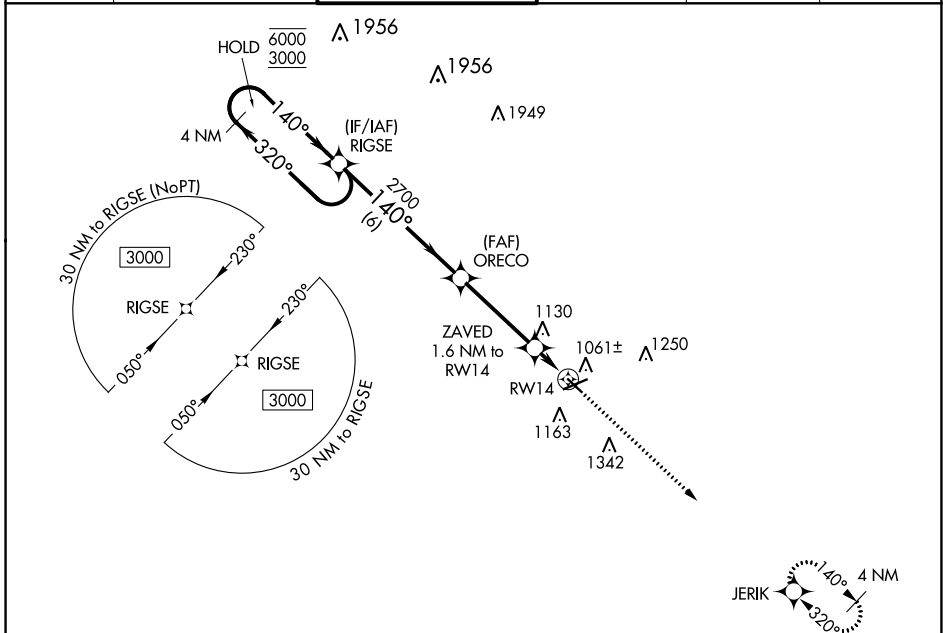 HOLD
6000
3000
1956
1956
1949
4 NM
140°
320°
(IF/IAF)
RIGSE
2700
140°
(6)
30 NM to RIGSE (NoPT)
3000
230°
RIGSE
050°
230°
RIGSE
3000
050°
30 NM to RIGSE
(FAF)
ORECO
ZAVED
1.6 NM to
RW14
1130
1061±
1250
RW14
1163
1342
JERIK
140°
4 NM
320°